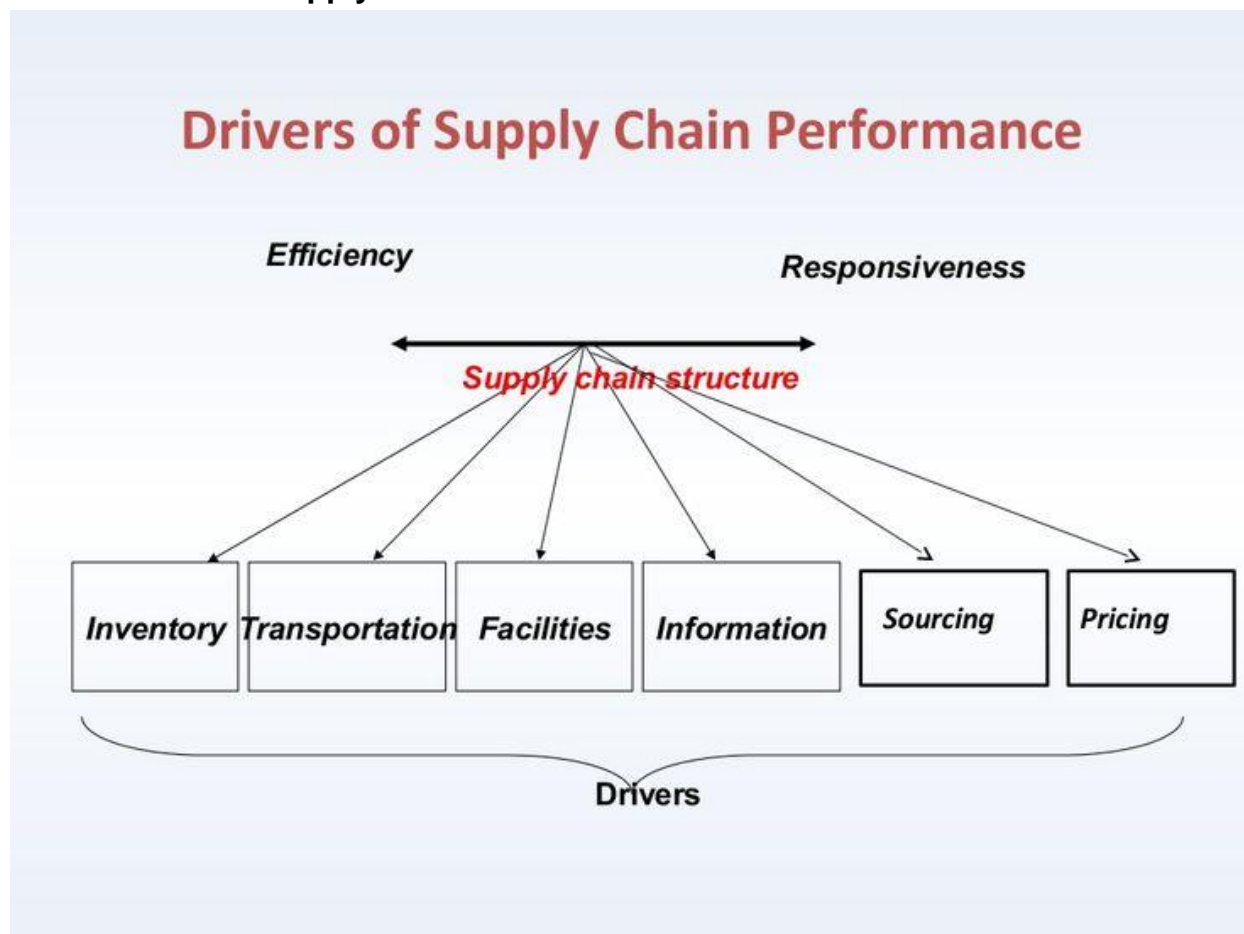 Drivers of Supply Chain Performance
Efficiency
Responsiveness
Supply chain structure
Inventory
Transportation
Facilities
Information
Sourcing
Pricing
Drivers